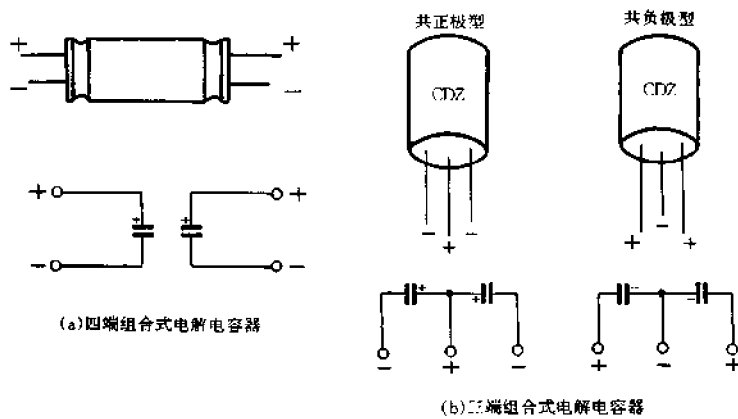 共正极型
共负极型
+ +
− −
CDZ
CDZ
− + −
+ − +
+ + + +
− −
+ + − −
− + −
+ − +
(a)四端组合式电解电容器
(b)三端组合式电解电容器